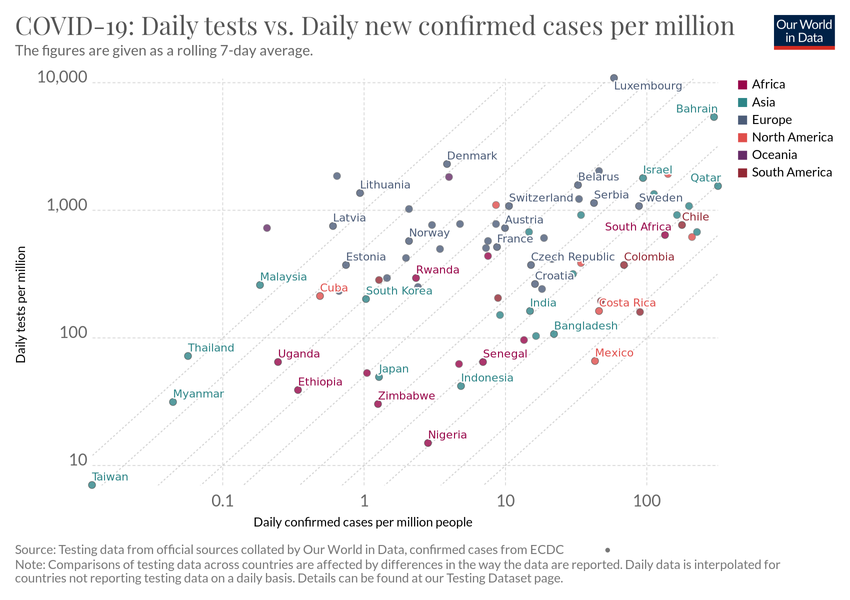 COVID-19: Daily tests vs. Daily new confirmed cases per million
The figures are given as a rolling 7-day average.
Our World
in Data
10,000
1,000
100
10
Daily tests per million
0.1
1
10
100
Daily confirmed cases per million people
Africa
Asia
Europe
North America
Oceania
South America
Luxembourg
Bahrain
Denmark
Israel
Belarus
Qatar
Lithuania
Switzerland
Serbia
Sweden
Latvia
Austria
Chile
South Africa
Norway
France
Estonia
Czech Republic
Colombia
Rwanda
Malaysia
Croatia
Cuba
South Korea
India
Costa Rica
Bangladesh
Thailand
Uganda
Senegal
Mexico
Japan
Ethiopia
Indonesia
Myanmar
Zimbabwe
Nigeria
Taiwan
Source: Testing data from official sources collated by Our World in Data, confirmed cases from ECDC
Note: Comparisons of testing data across countries are affected by differences in the way the data are reported. Daily data is interpolated for
countries not reporting testing data on a daily basis. Details can be found at our Testing Dataset page.